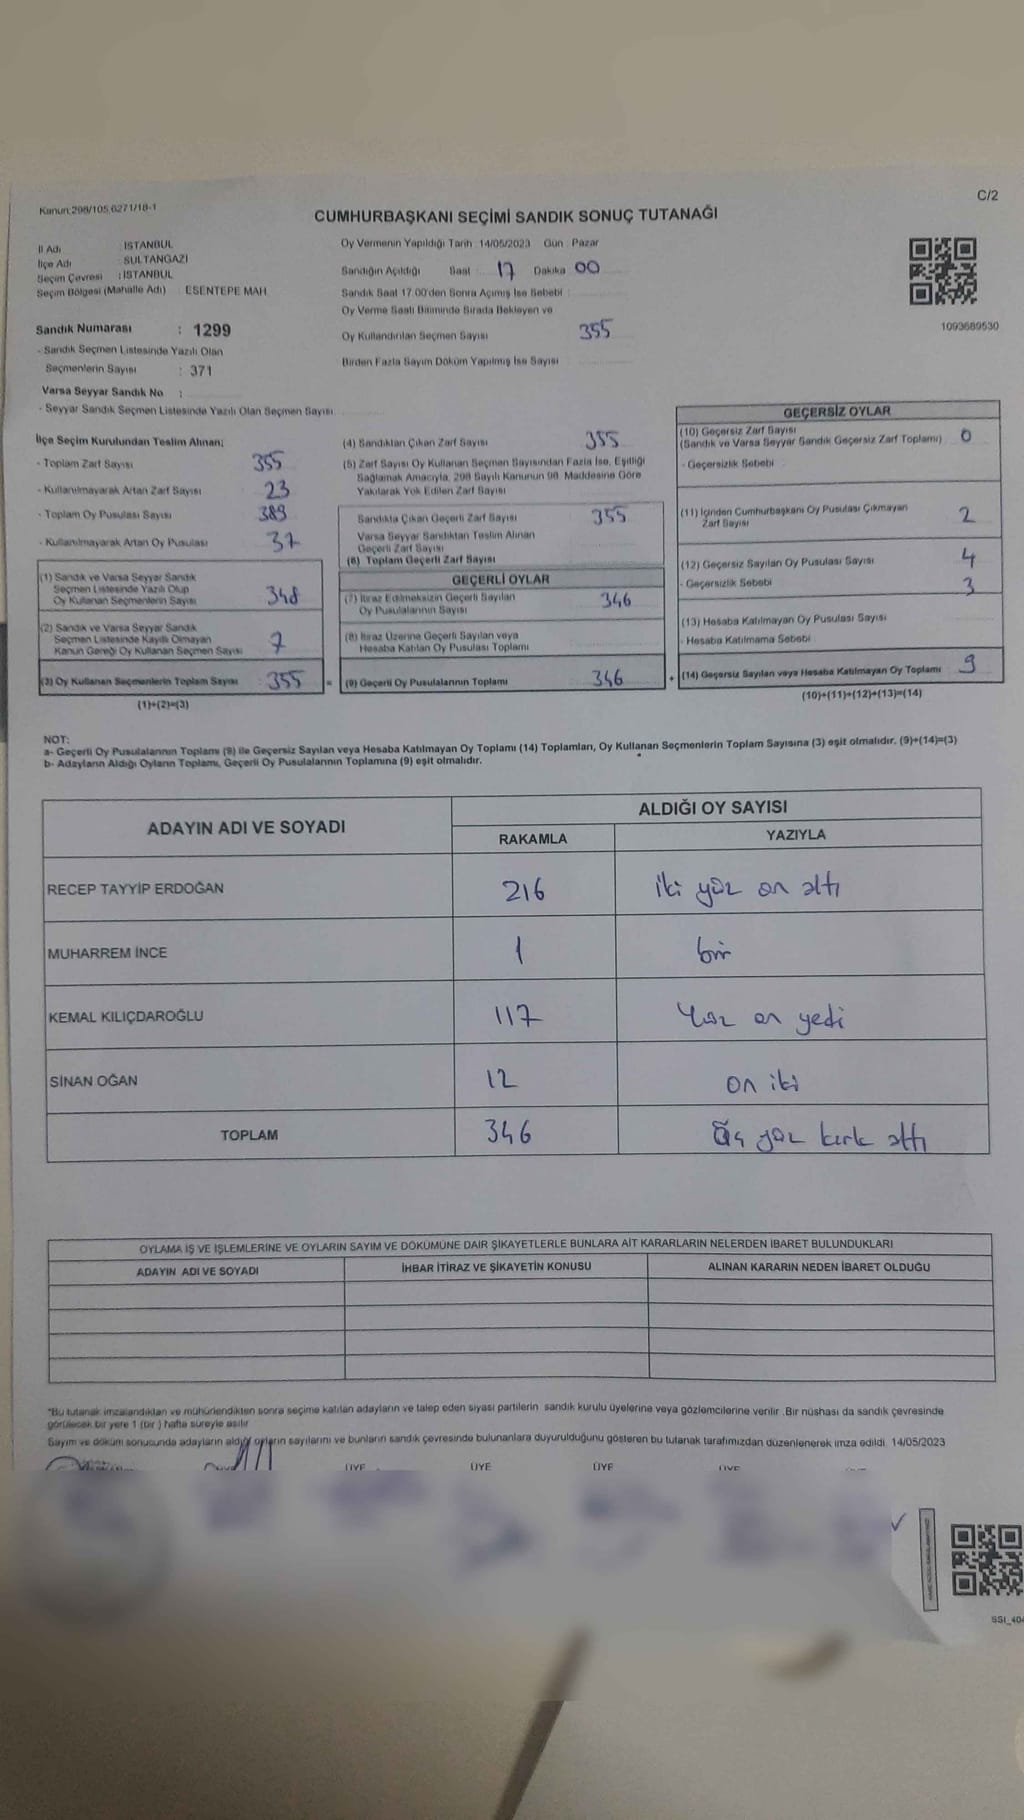 Kanun:298/105,6271/18-1
C/2
CUMHURBAŞKANI SEÇİMİ SANDIK SONUÇ TUTANAĞI
İl Adı : İSTANBUL
İlçe Adı : SULTANGAZİ
Seçim Çevresi : İSTANBUL
Seçim Bölgesi (Mahalle Adı) : ESENTEPE MAH.
Sandık Numarası : 1299
- Sandık Seçmen Listesinde Yazılı Olan
Seçmenlerin Sayısı : 371
Varsa Seyyar Sandık No :
- Seyyar Sandık Seçmen Listesinde Yazılı Olan Seçmen Sayısı
Oy Vermenin Yapıldığı Tarih : 14/05/2023 Gün : Pazar
Sandığın Açıldığı Saat : 17 Dakika 00
Sandık Saat 17.00'den Sonra Açımış İse Sebebi :
Oy Verme Saati Bitiminde Sırada Bekleyen ve
Oy Kullandırılan Seçmen Sayısı 355
Birden Fazla Sayım Döküm Yapılmış İse Sayısı
1093689530
İlçe Seçim Kurulundan Teslim Alınan;
- Toplam Zarf Sayısı 355
- Kullanılmayarak Artan Zarf Sayısı 23
- Toplam Oy Pusulası Sayısı 389
- Kullanılmayarak Artan Oy Pusulası 37
(1) Sandık ve Varsa Seyyar Sandık
Seçmen Listesinde Yazılı Olup
Oy Kullanan Seçmenlerin Sayısı 348
(2) Sandık ve Varsa Seyyar Sandık
Seçmen Listesinde Kayıtlı Olmayan
Kanun Gereği Oy Kullanan Seçmen Sayısı 7
(3) Oy Kullanan Seçmenlerin Toplam Sayısı 355 =
(1)+(2)=(3)
(4) Sandıktan Çıkan Zarf Sayısı 355
(5) Zarf Sayısı Oy Kullanan Seçmen Sayısından Fazla İse, Eşitliği
Sağlamak Amacıyla, 298 Sayılı Kanunun 98. Maddesine Göre
Yakılarak Yok Edilen Zarf Sayısı
Sandıkta Çıkan Geçerli Zarf Sayısı 355
Varsa Seyyar Sandıktan Teslim Alınan
Geçerli Zarf Sayısı
(6) Toplam Geçerli Zarf Sayısı
GEÇERLİ OYLAR
(7) İtiraz Edilmeksizin Geçerli Sayılan
Oy Pusulalarının Sayısı 346
(8) İtiraz Üzerine Geçerli Sayılan veya
Hesaba Katılan Oy Pusulası Toplamı
(9) Geçerli Oy Pusulalarının Toplamı 346 +
GEÇERSİZ OYLAR
(10) Geçersiz Zarf Sayısı
(Sandık ve Varsa Seyyar Sandık Geçersiz Zarf Toplamı) 0
- Geçersizlik Sebebi
(11) İçinden Cumhurbaşkanı Oy Pusulası Çıkmayan
Zarf Sayısı 2
(12) Geçersiz Sayılan Oy Pusulası Sayısı 4
- Geçersizlik Sebebi 3
(13) Hesaba Katılmayan Oy Pusulası Sayısı
- Hesaba Katılmama Sebebi
(14) Geçersiz Sayılan veya Hesaba Katılmayan Oy Toplamı 9
(10)+(11)+(12)+(13)=(14)
NOT:
a- Geçerli Oy Pusulalarının Toplamı (9) ile Geçersiz Sayılan veya Hesaba Katılmayan Oy Toplamı (14) Toplamları, Oy Kullanan Seçmenlerin Toplam Sayısına (3) eşit olmalıdır. (9)+(14)=(3)
b- Adayların Aldığı Oyların Toplamı, Geçerli Oy Pusulalarının Toplamına (9) eşit olmalıdır.
ADAYIN ADI VE SOYADI ALDIĞI OY SAYISI
RAKAMLA YAZIYLA
RECEP TAYYİP ERDOĞAN 216 iki yüz on altı
MUHARREM İNCE 1 bir
KEMAL KILIÇDAROĞLU 117 Yüz on yedi
SİNAN OĞAN 12 on iki
TOPLAM 346 Üç yüz kırk altı
OYLAMA İŞ VE İŞLEMLERİNE VE OYLARIN SAYIM VE DÖKÜMÜNE DAİR ŞİKAYETLERLE BUNLARA AİT KARARLARIN NELERDEN İBARET BULUNDUKLARI
ADAYIN ADI VE SOYADI İHBAR İTİRAZ VE ŞİKAYETİN KONUSU ALINAN KARARIN NEDEN İBARET OLDUĞU
"Bu tutanak imzalandıktan ve mühürlendikten sonra seçime katılan adayların ve talep eden siyasi partilerin sandık kurulu üyelerine veya gözlemcilerine verilir .Bir nüshası da sandık çevresinde
görülecek bir yere 1 (bir ) hafta süreyle asılır
Sayım ve döküm sonucunda adayların aldığı oyların sayılarını ve bunların sandık çevresinde bulunanlara duyurulduğunu gösteren bu tutanak tarafımızdan düzenlenerek imza edildi. 14/05/2023
ÜYE ÜYE ÜYE ÜYE